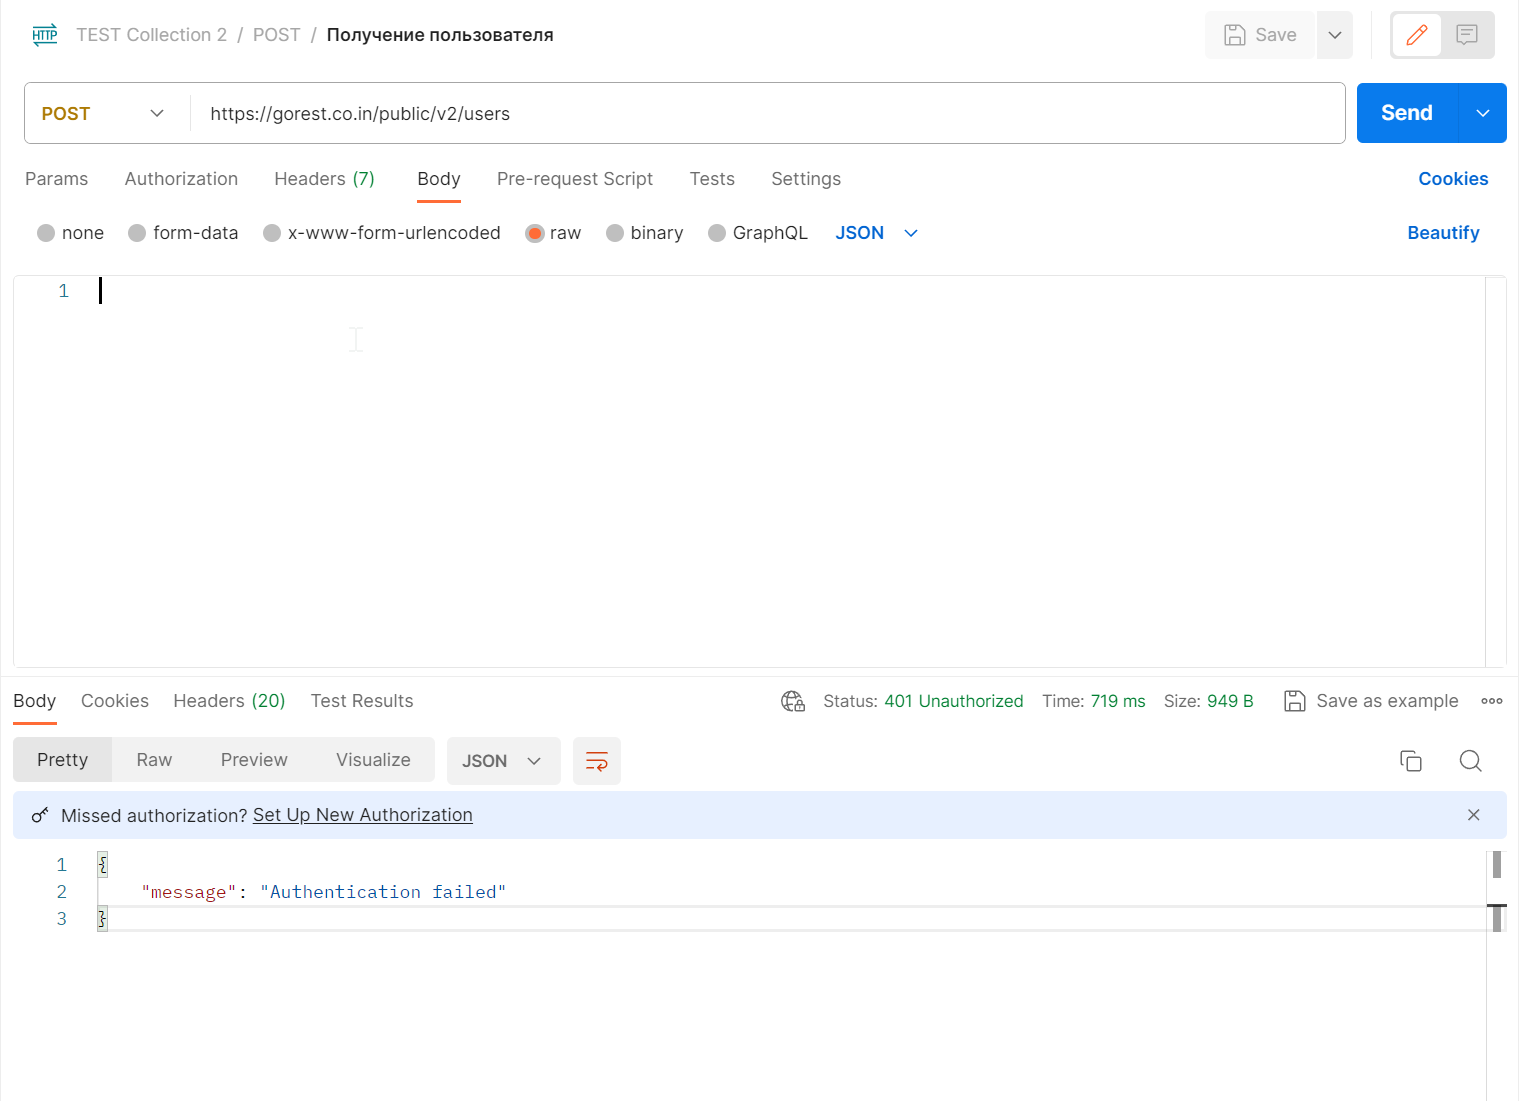 HTTP TEST Collection 2 / POST / Получение пользователя Save
POST https://gorest.co.in/public/v2/users Send
Params Authorization Headers (7) Body Pre-request Script Tests Settings Cookies
none form-data x-www-form-urlencoded raw binary GraphQL JSON Beautify
1
Body Cookies Headers (20) Test Results Status: 401 Unauthorized Time: 719 ms Size: 949 B Save as example
Pretty Raw Preview Visualize JSON
Missed authorization? Set Up New Authorization
1 {
2 "message": "Authentication failed"
3 }